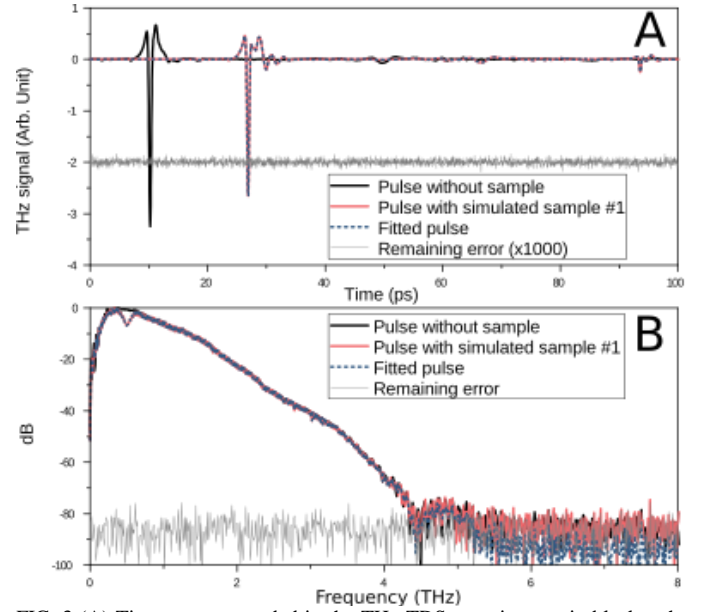 A
1
0
-1
-2
-3
-4
THz signal (Arb. Unit)
Pulse without sample
Pulse with simulated sample #1
Fitted pulse
Remaining error (x1000)
0 20 40 60 80 100
Time (ps)
B
0
-20
-40
-60
-80
-100
dB
Pulse without sample
Pulse with simulated sample #1
Fitted pulse
Remaining error
0 2 4 6 8
Frequency (THz)